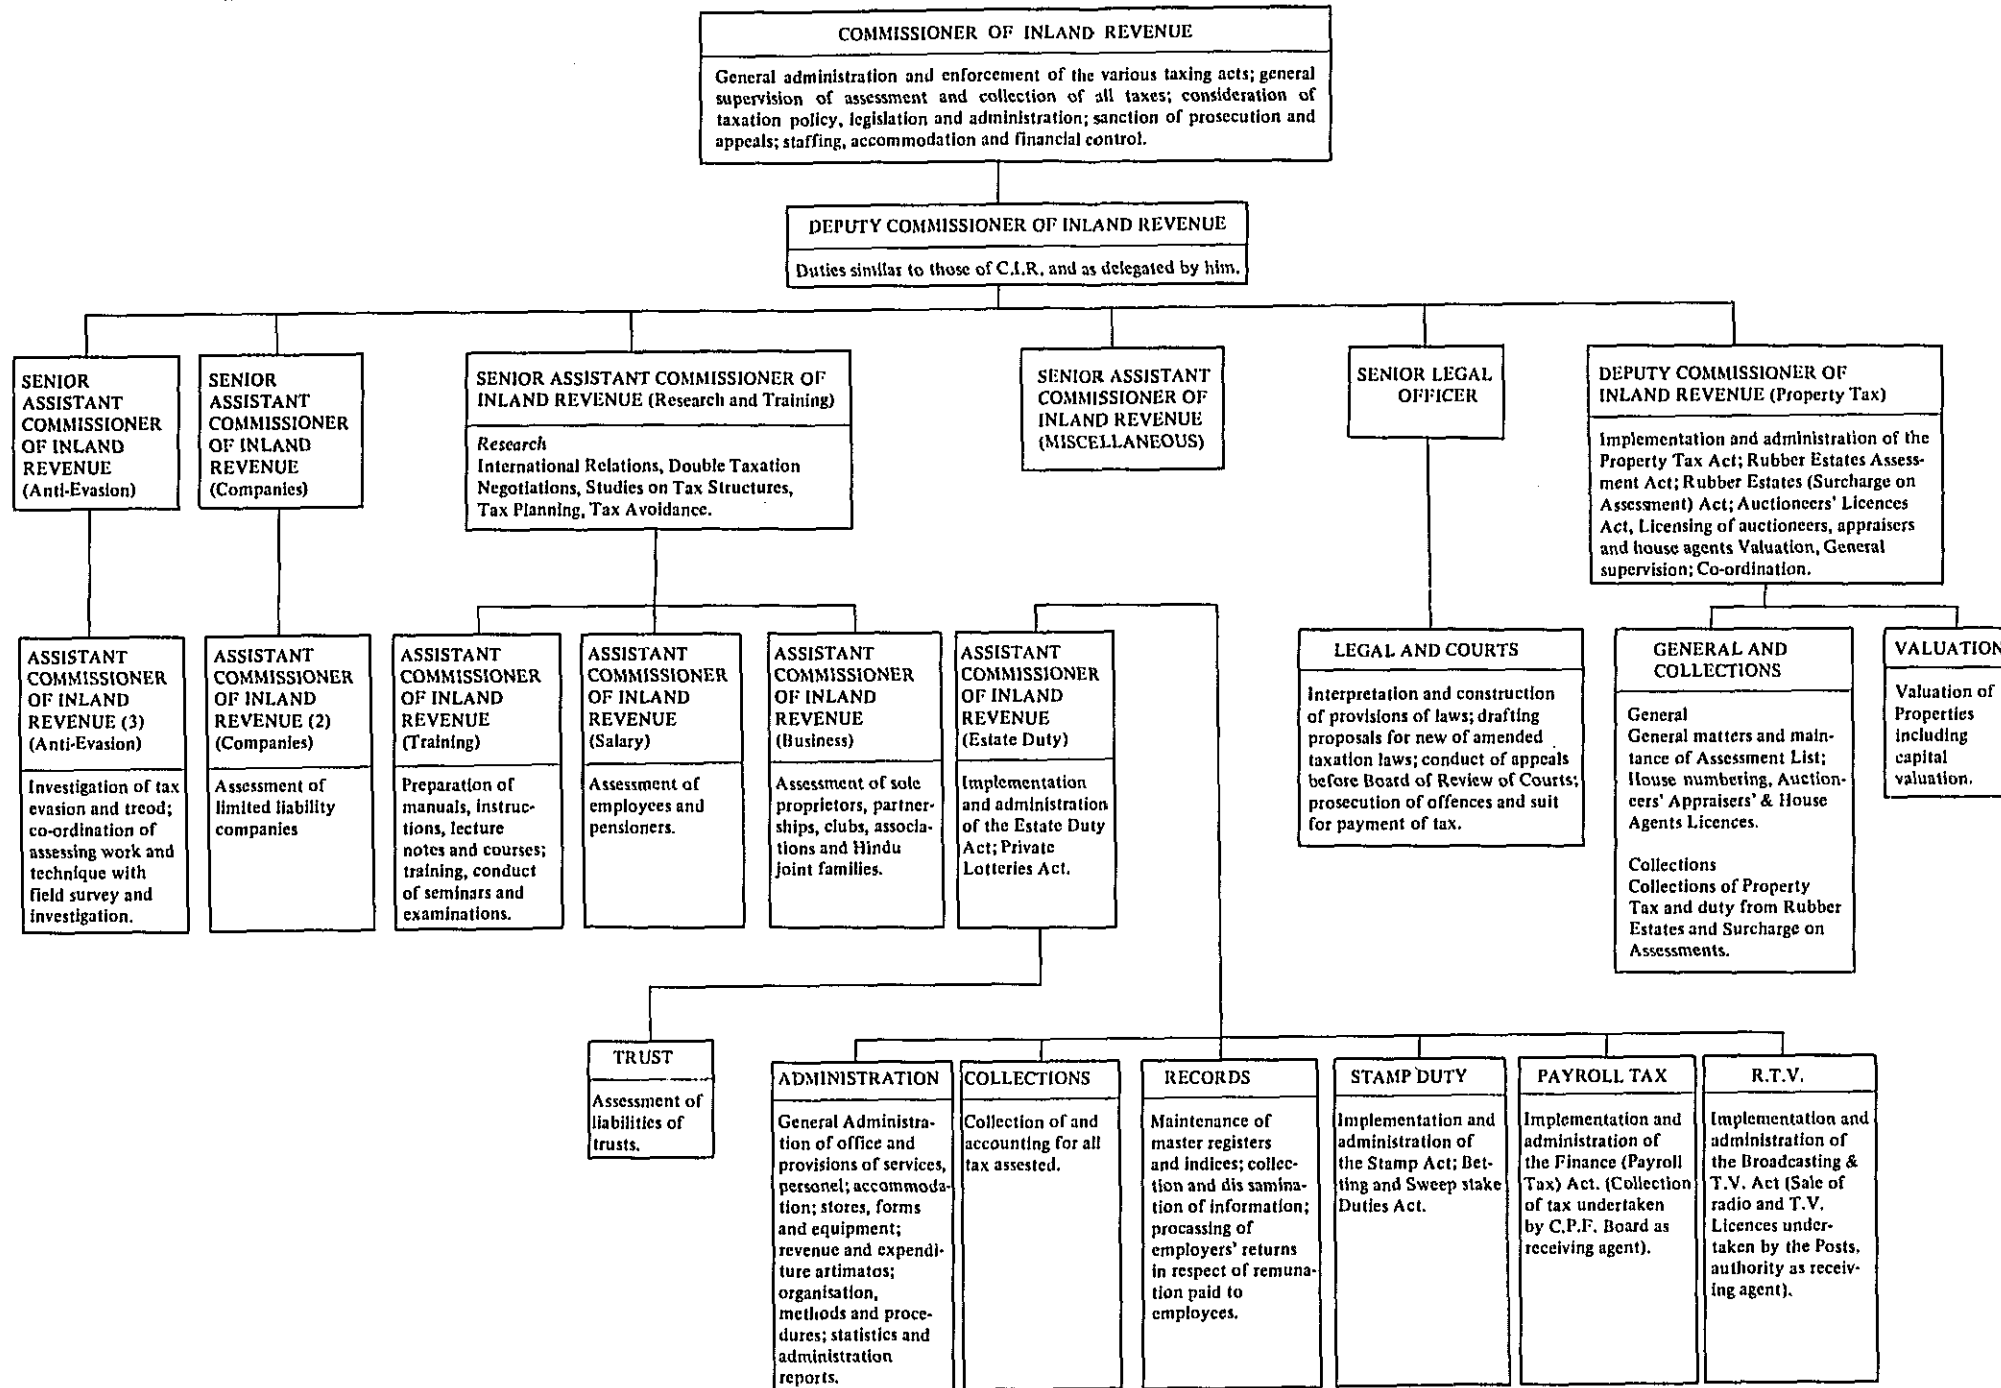 COMMISSIONER OF INLAND REVENUE
General administration and enforcement of the various taxing acts; general
supervision of assessment and collection of all taxes; consideration of
taxation policy, legislation and administration; sanction of prosecution and
appeals; staffing, accommodation and financial control.
DEPUTY COMMISSIONER OF INLAND REVENUE
Duties similar to those of C.I.R. and as delegated by him.
SENIOR
ASSISTANT
COMMISSIONER
OF INLAND
REVENUE
(Anti-Evasion)
SENIOR
ASSISTANT
COMMISSIONER
OF INLAND
REVENUE
(Companies)
SENIOR ASSISTANT COMMISSIONER OF
INLAND REVENUE (Research and Training)
Research
International Relations, Double Taxation
Negotiations, Studies on Tax Structures,
Tax Planning, Tax Avoidance.
SENIOR ASSISTANT
COMMISSIONER OF
INLAND REVENUE
(MISCELLANEOUS)
SENIOR LEGAL
OFFICER
DEPUTY COMMISSIONER OF
INLAND REVENUE (Property Tax)
Implementation and administration of the
Property Tax Act; Rubber Estates Assess-
ment Act; Rubber Estates (Surcharge on
Assessment) Act; Auctioneers' Licences
Act, Licensing of auctioneers, appraisers
and house agents Valuation, General
supervision; Co-ordination.
ASSISTANT
COMMISSIONER
OF INLAND
REVENUE (3)
(Anti-Evasion)
Investigation of tax
evasion and treod;
co-ordination of
assessing work and
technique with
field survey and
investigation.
ASSISTANT
COMMISSIONER
OF INLAND
REVENUE (2)
(Companies)
Assessment of
limited liability
companies
ASSISTANT
COMMISSIONER
OF INLAND
REVENUE
(Training)
Preparation of
manuals, instruc-
tions, lecture
notes and courses;
training, conduct
of seminars and
examinations.
ASSISTANT
COMMISSIONER
OF INLAND
REVENUE
(Salary)
Assessment of
employees and
pensioners.
ASSISTANT
COMMISSIONER
OF INLAND
REVENUE
(Business)
Assessment of sole
proprietors, partner-
ships, clubs, associa-
tions and Hindu
joint families.
ASSISTANT
COMMISSIONER
OF INLAND
REVENUE
(Estate Duty)
Implementation
and administration
of the Estate Duty
Act; Private
Lotteries Act.
LEGAL AND COURTS
Interpretation and construction
of provisions of laws; drafting
proposals for new of amended
taxation laws; conduct of appeals
before Board of Review of Courts;
prosecution of offences and suit
for payment of tax.
GENERAL AND
COLLECTIONS
General
General matters and main-
tance of Assessment List;
House numbering, Auction-
eers' Appraisers' & House
Agents Licences.
Collections
Collections of Property
Tax and duty from Rubber
Estates and Surcharge on
Assessments.
VALUATION
Valuation of
Properties
including
capital
valuation.
TRUST
Assessment of
liabilities of
trusts.
ADMINISTRATION
General Administra-
tion of office and
provisions of services,
personel; accommoda-
tion; stores, forms
and equipment;
revenue and expendi-
ture artimatos;
organisation,
methods and proce-
dures; statistics and
administration
reports.
COLLECTIONS
Collection of and
accounting for all
tax assested.
RECORDS
Maintenance of
master registers
and indices; collec-
tion and dis samina-
tion of information;
procassing of
employers' returns
in respect of remuna-
tion paid to
employees.
STAMP DUTY
Implementation and
administration of
the Stamp Act; Bet-
ting and Sweep stake
Duties Act.
PAYROLL TAX
Implementation and
administration of
the Finance (Payroll
Tax) Act. (Collection
of tax undertaken
by C.P.F. Board as
receiving agent).
R.T.V.
Implementation and
administration of
the Broadcasting &
T.V. Act (Sale of
radio and T.V.
Licences under-
taken by the Posts,
authority as receiv-
ing agent).